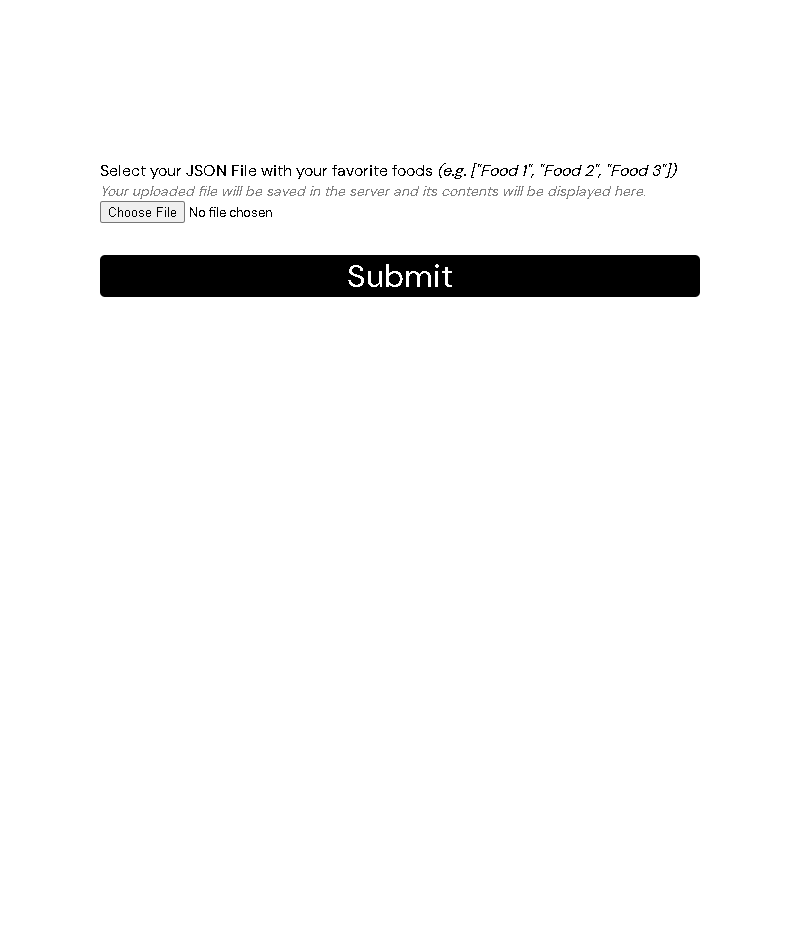 Select your JSON File with your favorite foods (e.g. ["Food 1", "Food 2", "Food 3"])
Your uploaded file will be saved in the server and its contents will be displayed here.
Choose File No file chosen
Submit